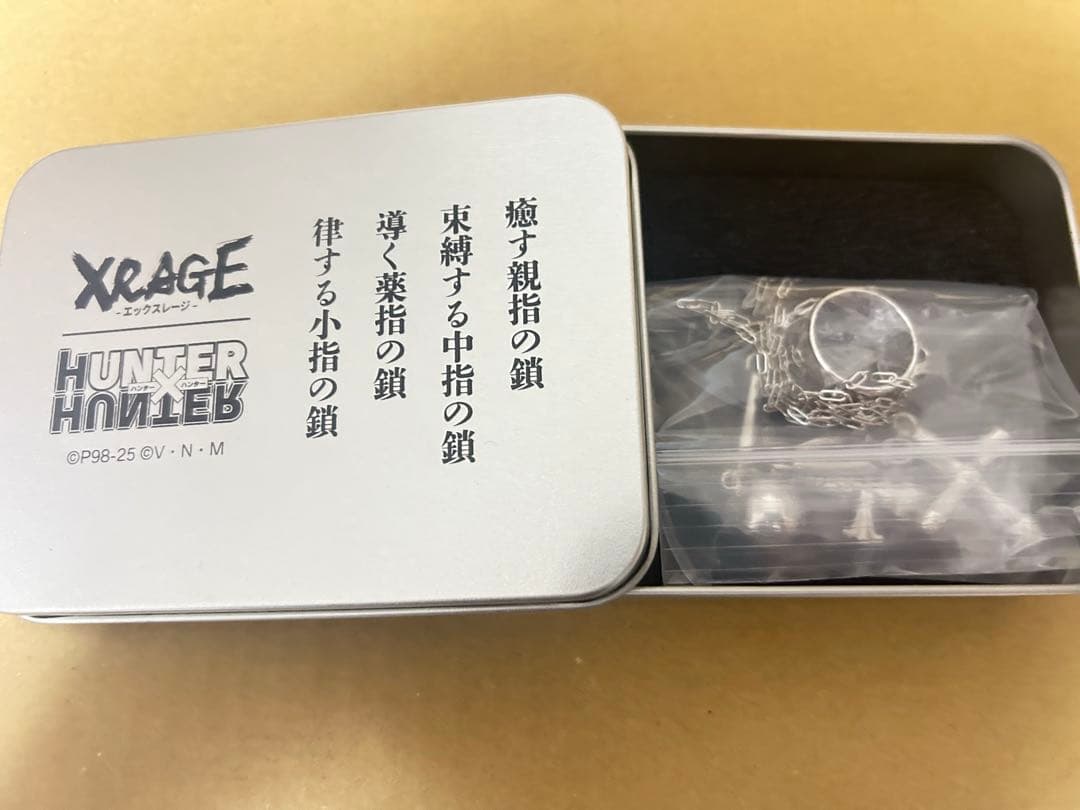 癒す親指の鎖
束縛する中指の鎖
導く薬指の鎖
律する小指の鎖
XRAGE
-エックスレージ-
HUNTER
ハンター×ハンター
HUNTER
©P98-25 ©V・N・M